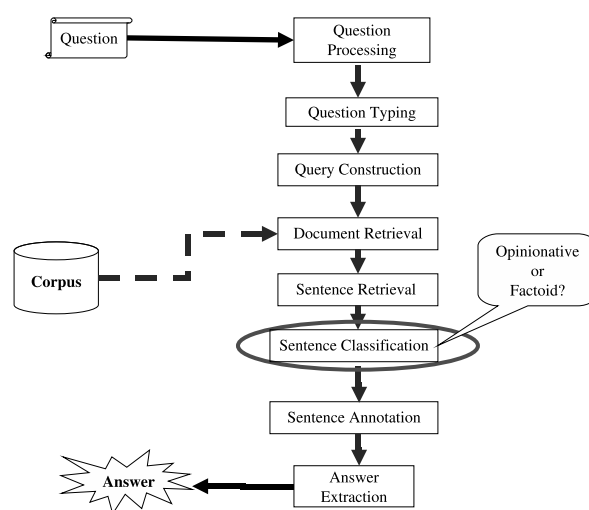 Question
Question
Processing
Question Typing
Query Construction
Document Retrieval
Corpus
Sentence Retrieval
Opinionative
or
Factoid?
Sentence Classification
Sentence Annotation
Answer
Answer
Extraction